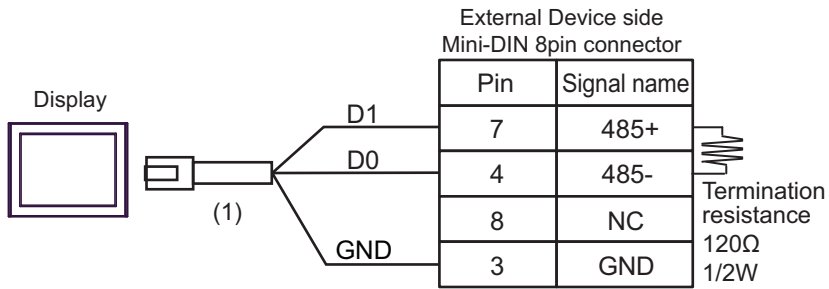 External Device side
Mini-DIN 8pin connector
Pin Signal name
Display
D1
7 485+
D0
4 485-
(1)
8 NC
Termination
resistance
120Ω
1/2W
GND
3 GND